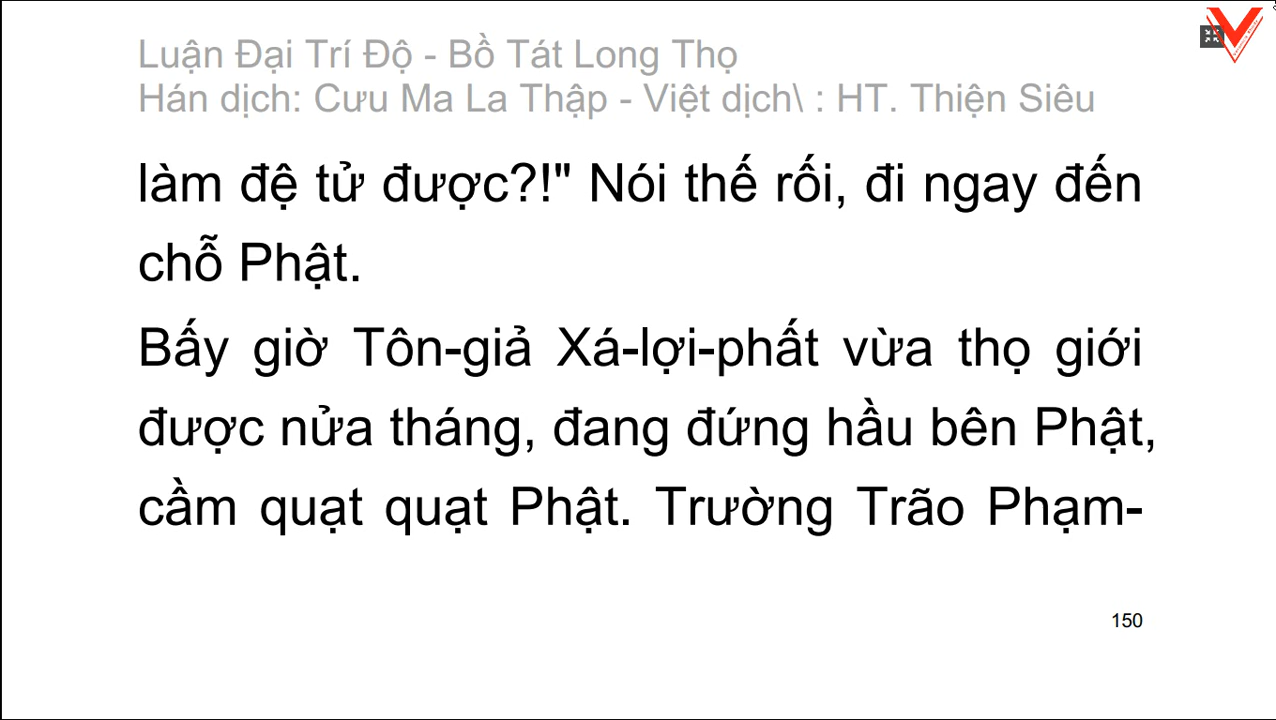 Luận Đại Trí Độ - Bồ Tát Long Thọ
Hán dịch: Cưu Ma La Thập - Việt dịch\ : HT. Thiện Siêu
làm đệ tử được?!" Nói thế rối, đi ngay đến
chỗ Phật.
Bấy giờ Tôn-giả Xá-lợi-phất vừa thọ giới
được nửa tháng, đang đứng hầu bên Phật,
cầm quạt quạt Phật. Trường Trão Phạm-
150